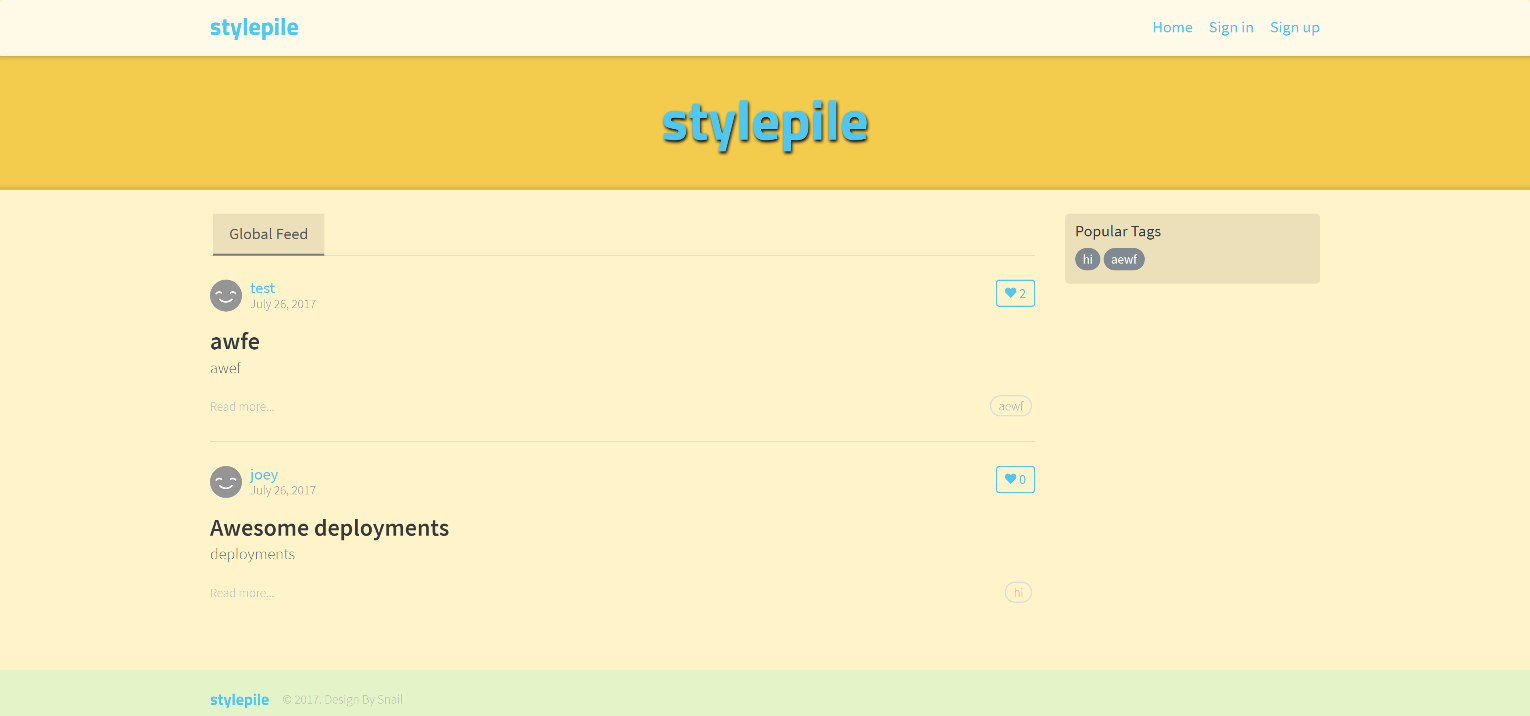 stylepile
Home Sign in Sign up
stylepile
Global Feed
Popular Tags
hi aewf
test
July 26, 2017
2
awfe
awef
Read more...
aewf
joey
July 26, 2017
0
Awesome deployments
deployments
Read more...
hi
stylepile © 2017. Design By Snail